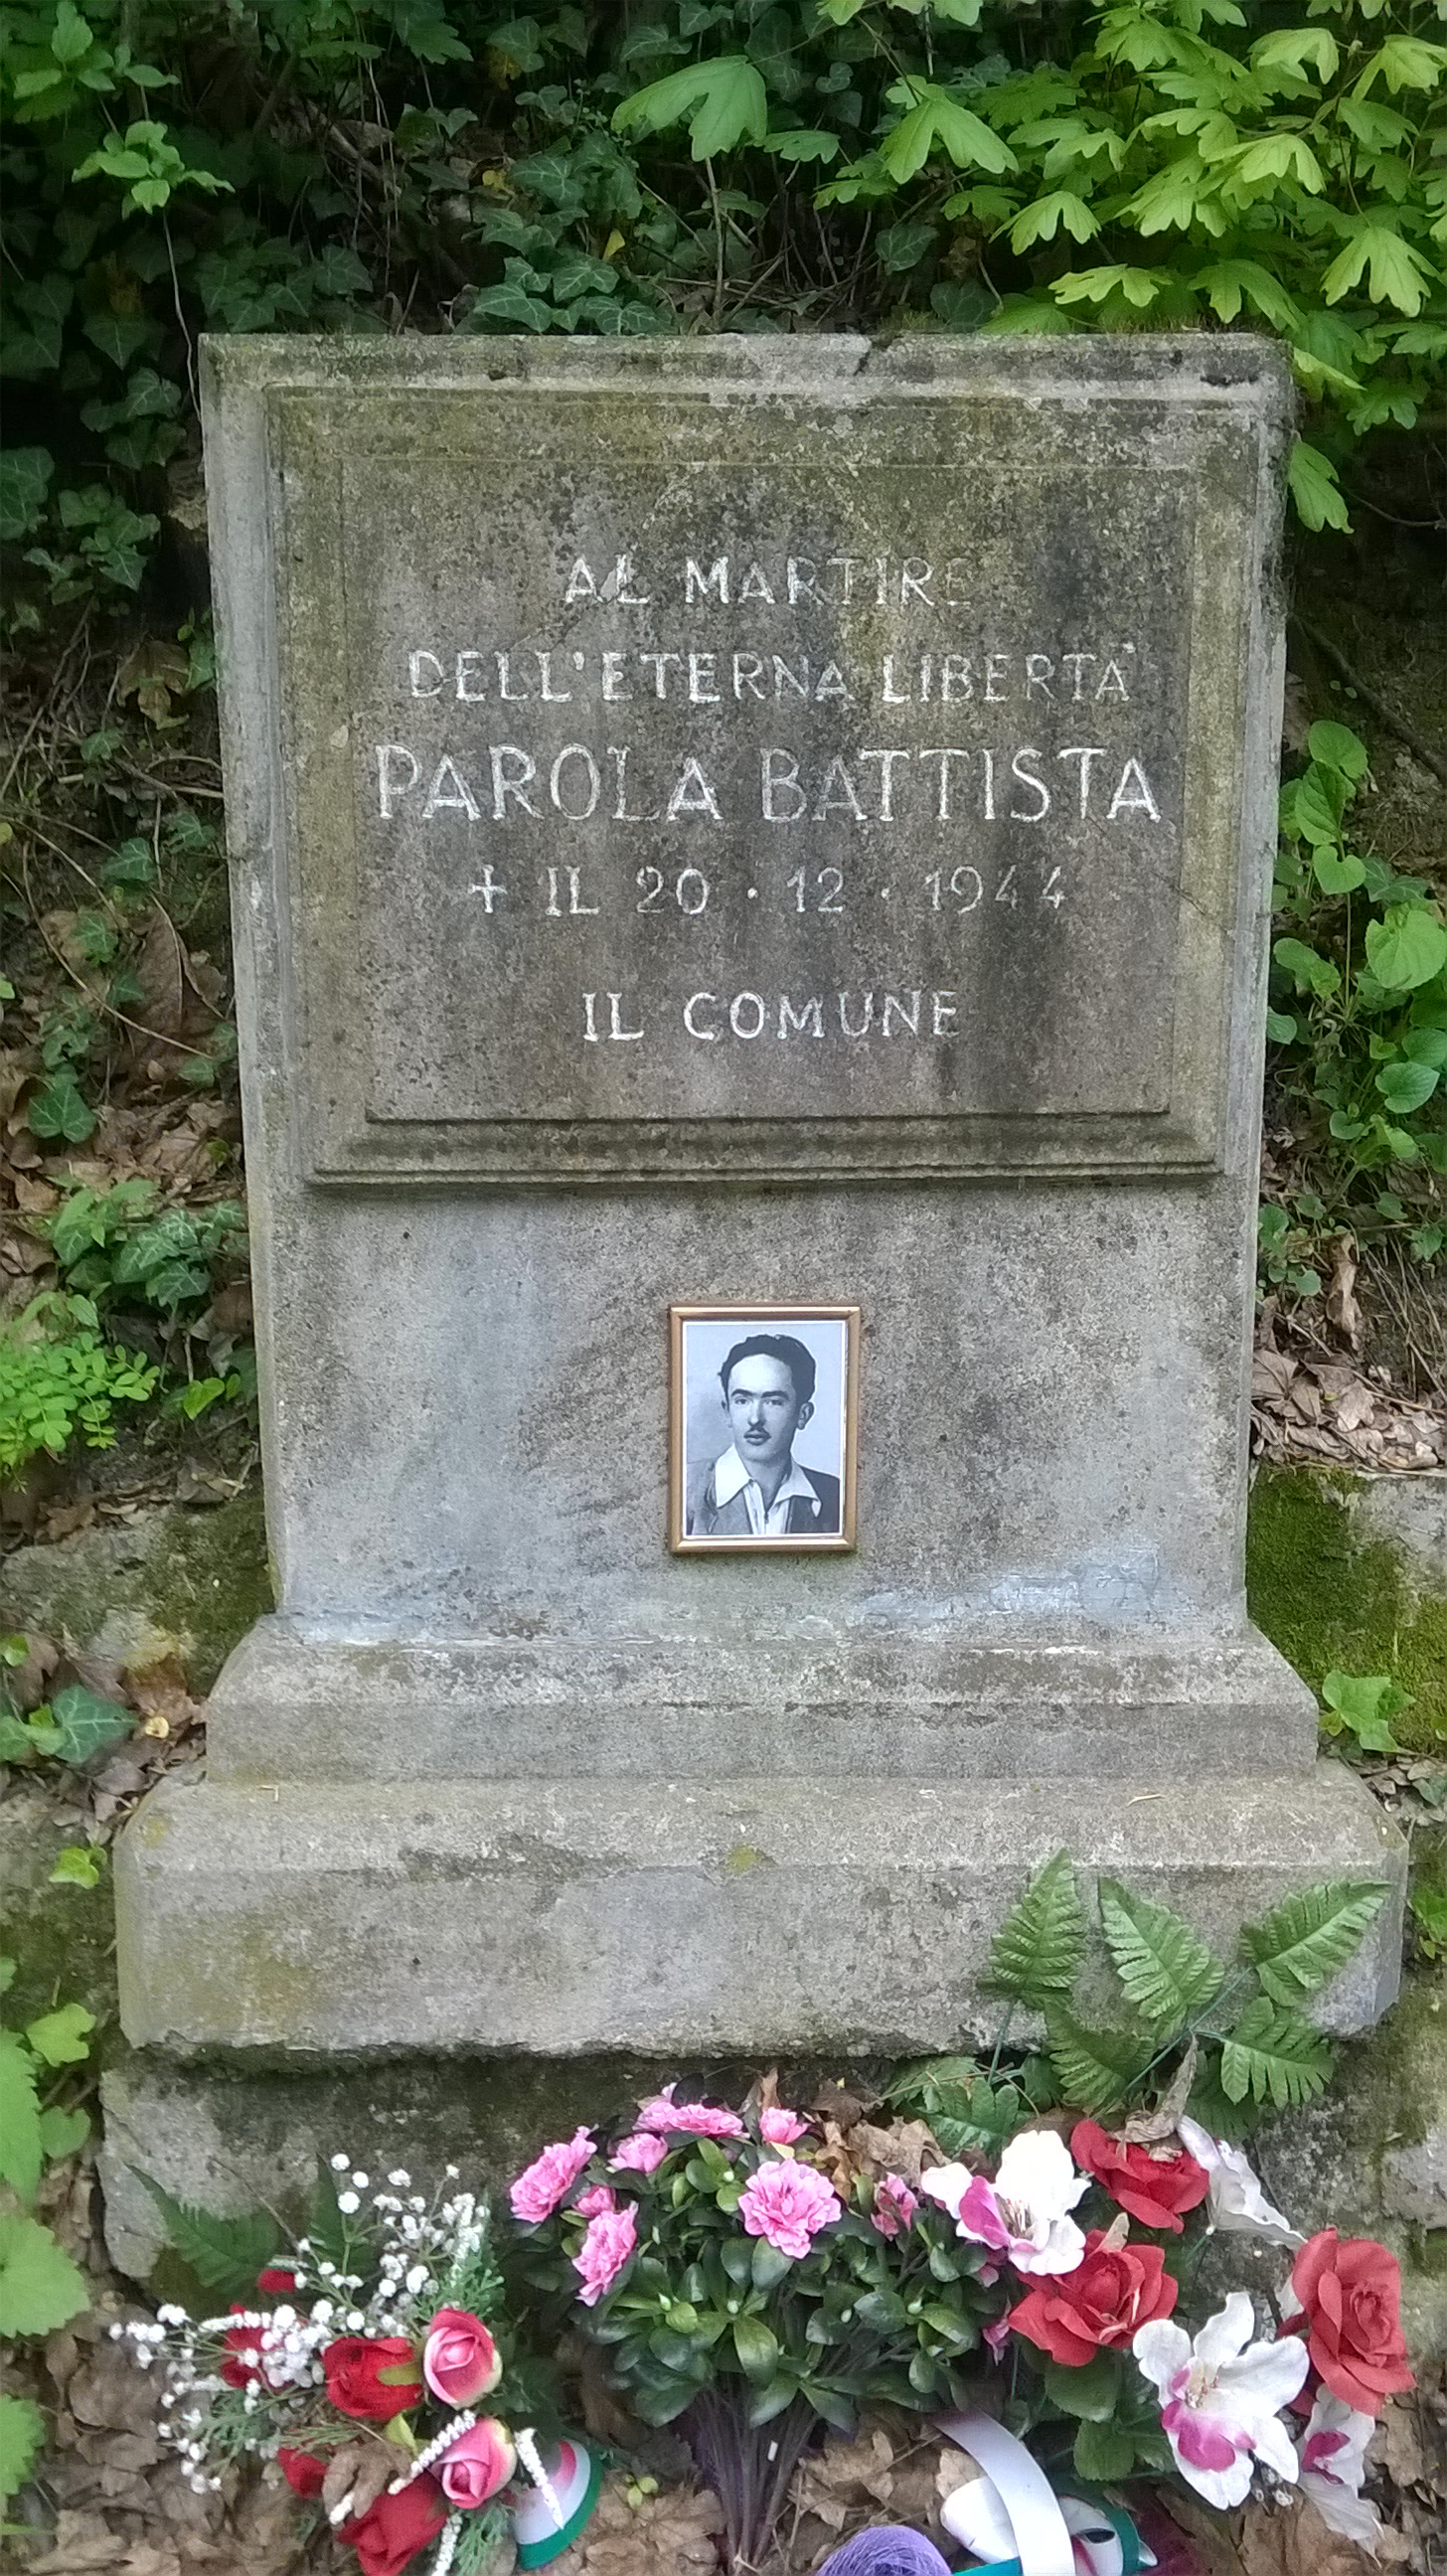 AL MARTIRE
DELL'ETERNA LIBERTÀ
PAROLA BATTISTA
+ IL 20 · 12 · 1944
IL COMUNE